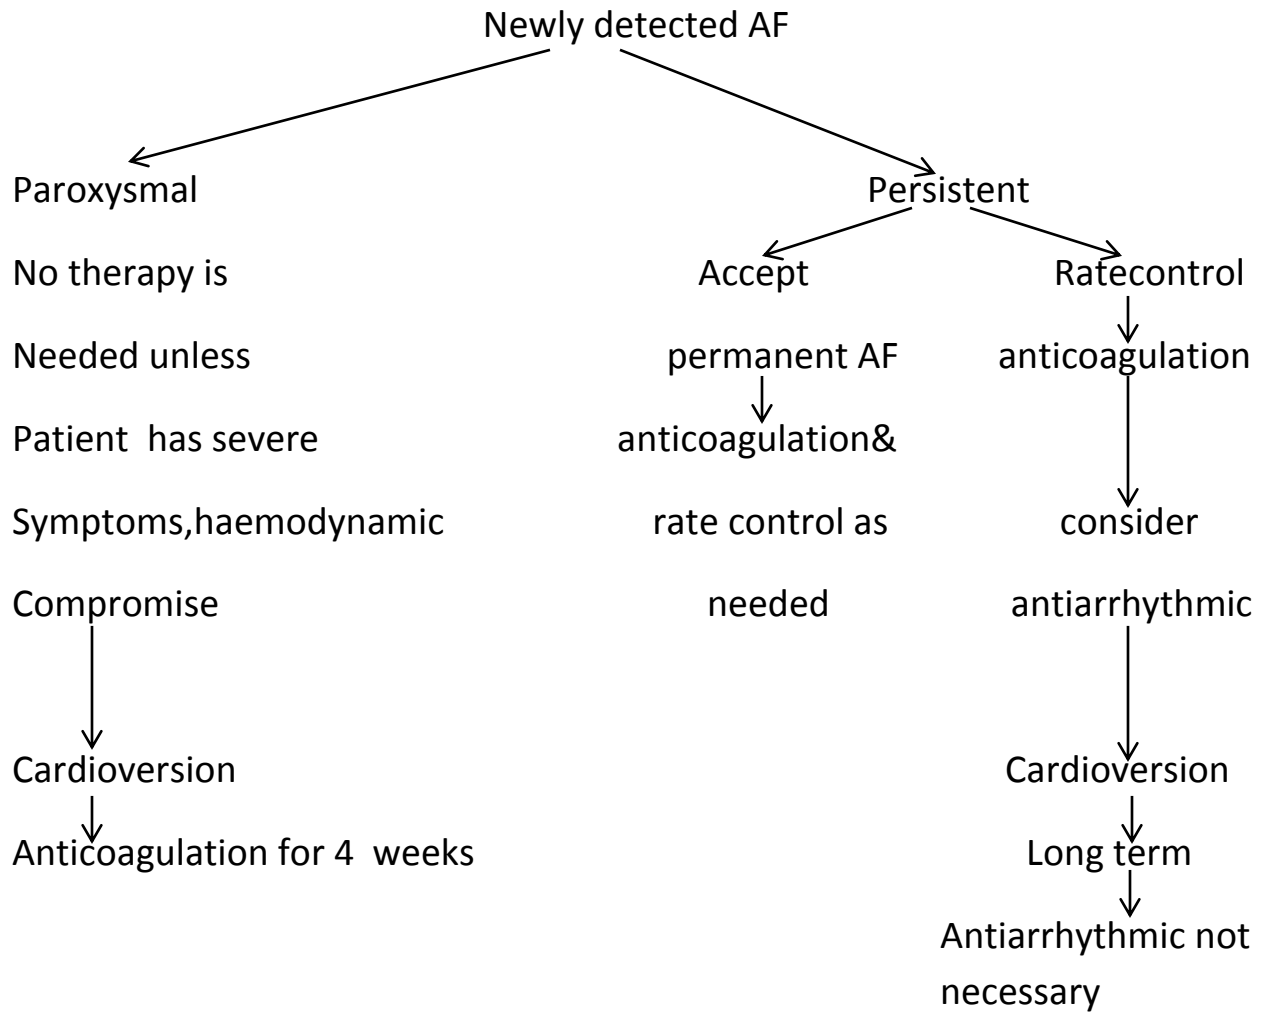 Newly detected AF
Paroxysmal
No therapy is
Needed unless
Patient  has severe
Symptoms,haemodynamic
Compromise
Cardioversion
Anticoagulation for 4  weeks
Persistent
Accept
permanent AF
anticoagulation&
rate control as
needed
Ratecontrol
anticoagulation
consider
antiarrhythmic
Cardioversion
Long term
Antiarrhythmic not
necessary